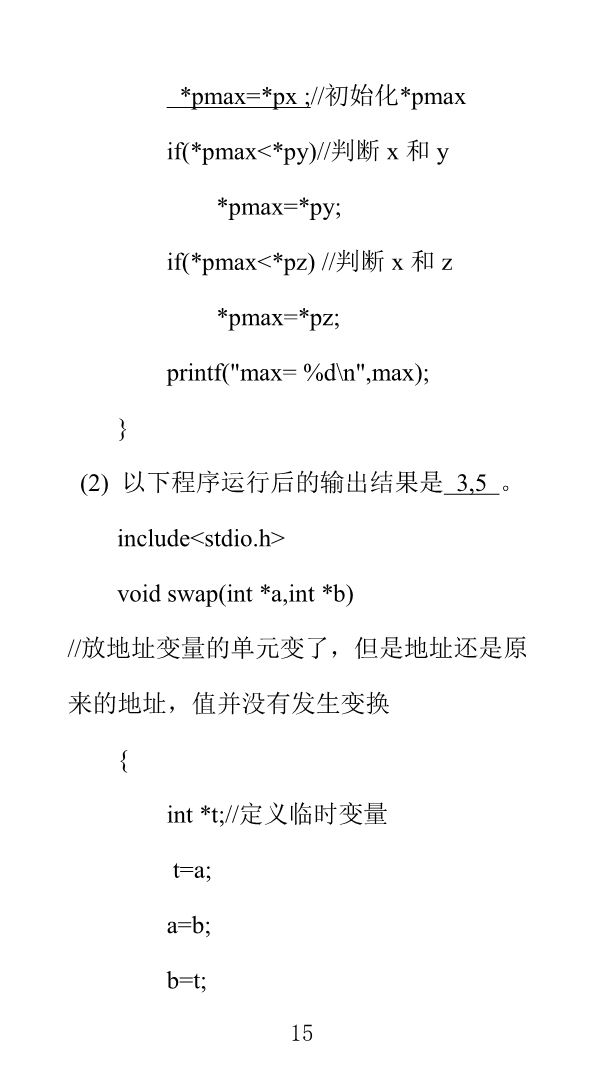 *pmax=*px ;//初始化*pmax
if(*pmax<*py)//判断 x 和 y
*pmax=*py;
if(*pmax<*pz) //判断 x 和 z
*pmax=*pz;
printf("max= %d\n",max);
}
(2) 以下程序运行后的输出结果是 3,5 。
include<stdio.h>
void swap(int *a,int *b)
//放地址变量的单元变了，但是地址还是原
来的地址，值并没有发生变换
{
int *t;//定义临时变量
t=a;
a=b;
b=t;
15